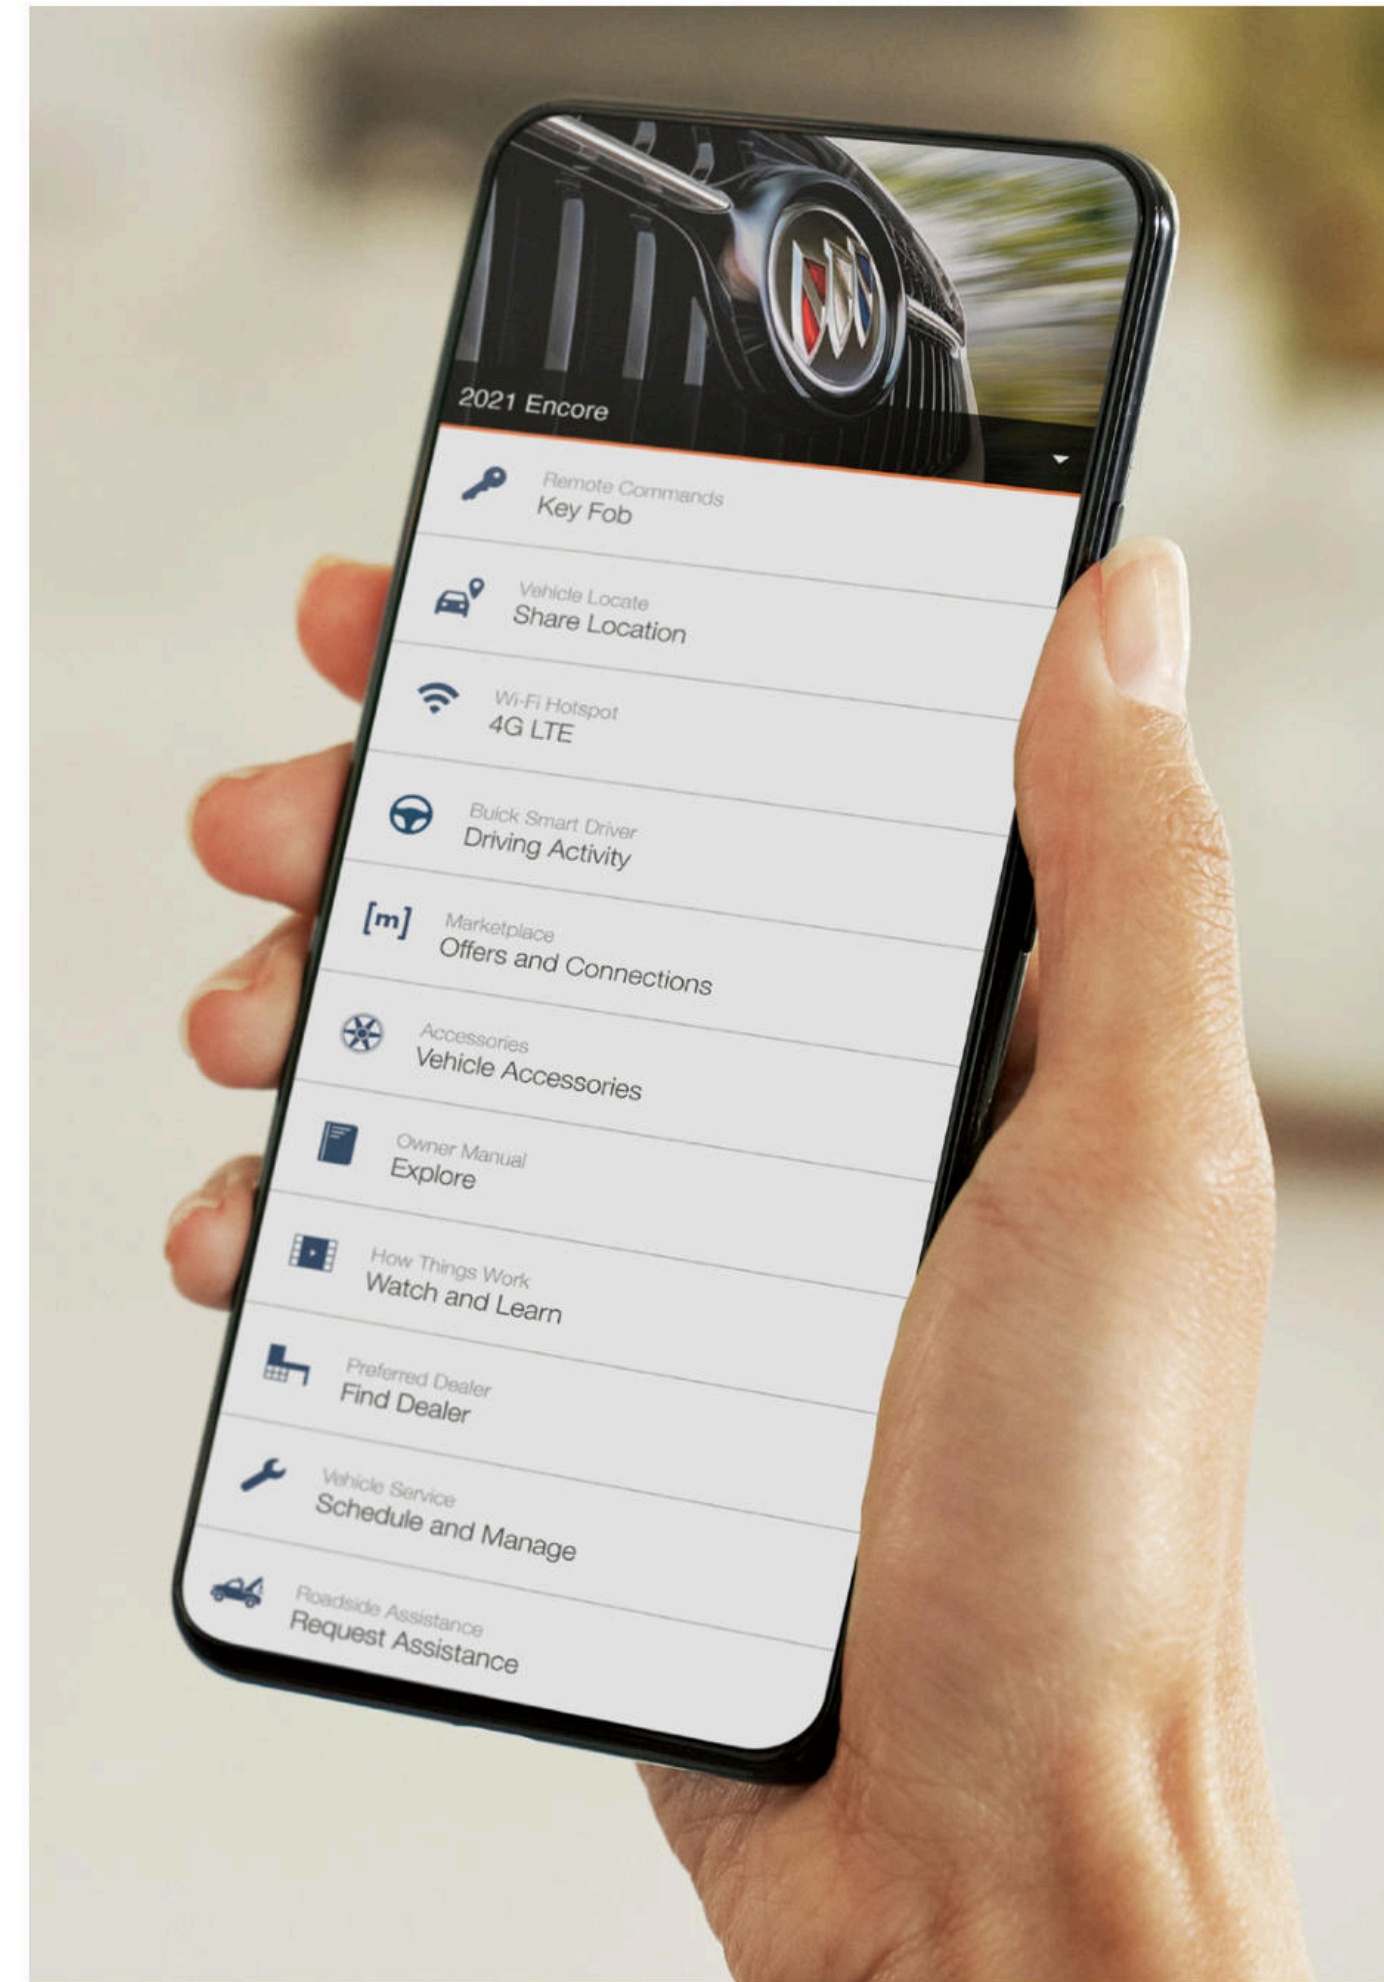 2021 Encore
Remote Commands
Key Fob
Vehicle Locate
Share Location
Wi-Fi Hotspot
4G LTE
Buick Smart Driver
Driving Activity
[m]
Marketplace
Offers and Connections
Accessories
Vehicle Accessories
Owner Manual
Explore
How Things Work
Watch and Learn
Preferred Dealer
Find Dealer
Vehicle Service
Schedule and Manage
Roadside Assistance
Request Assistance